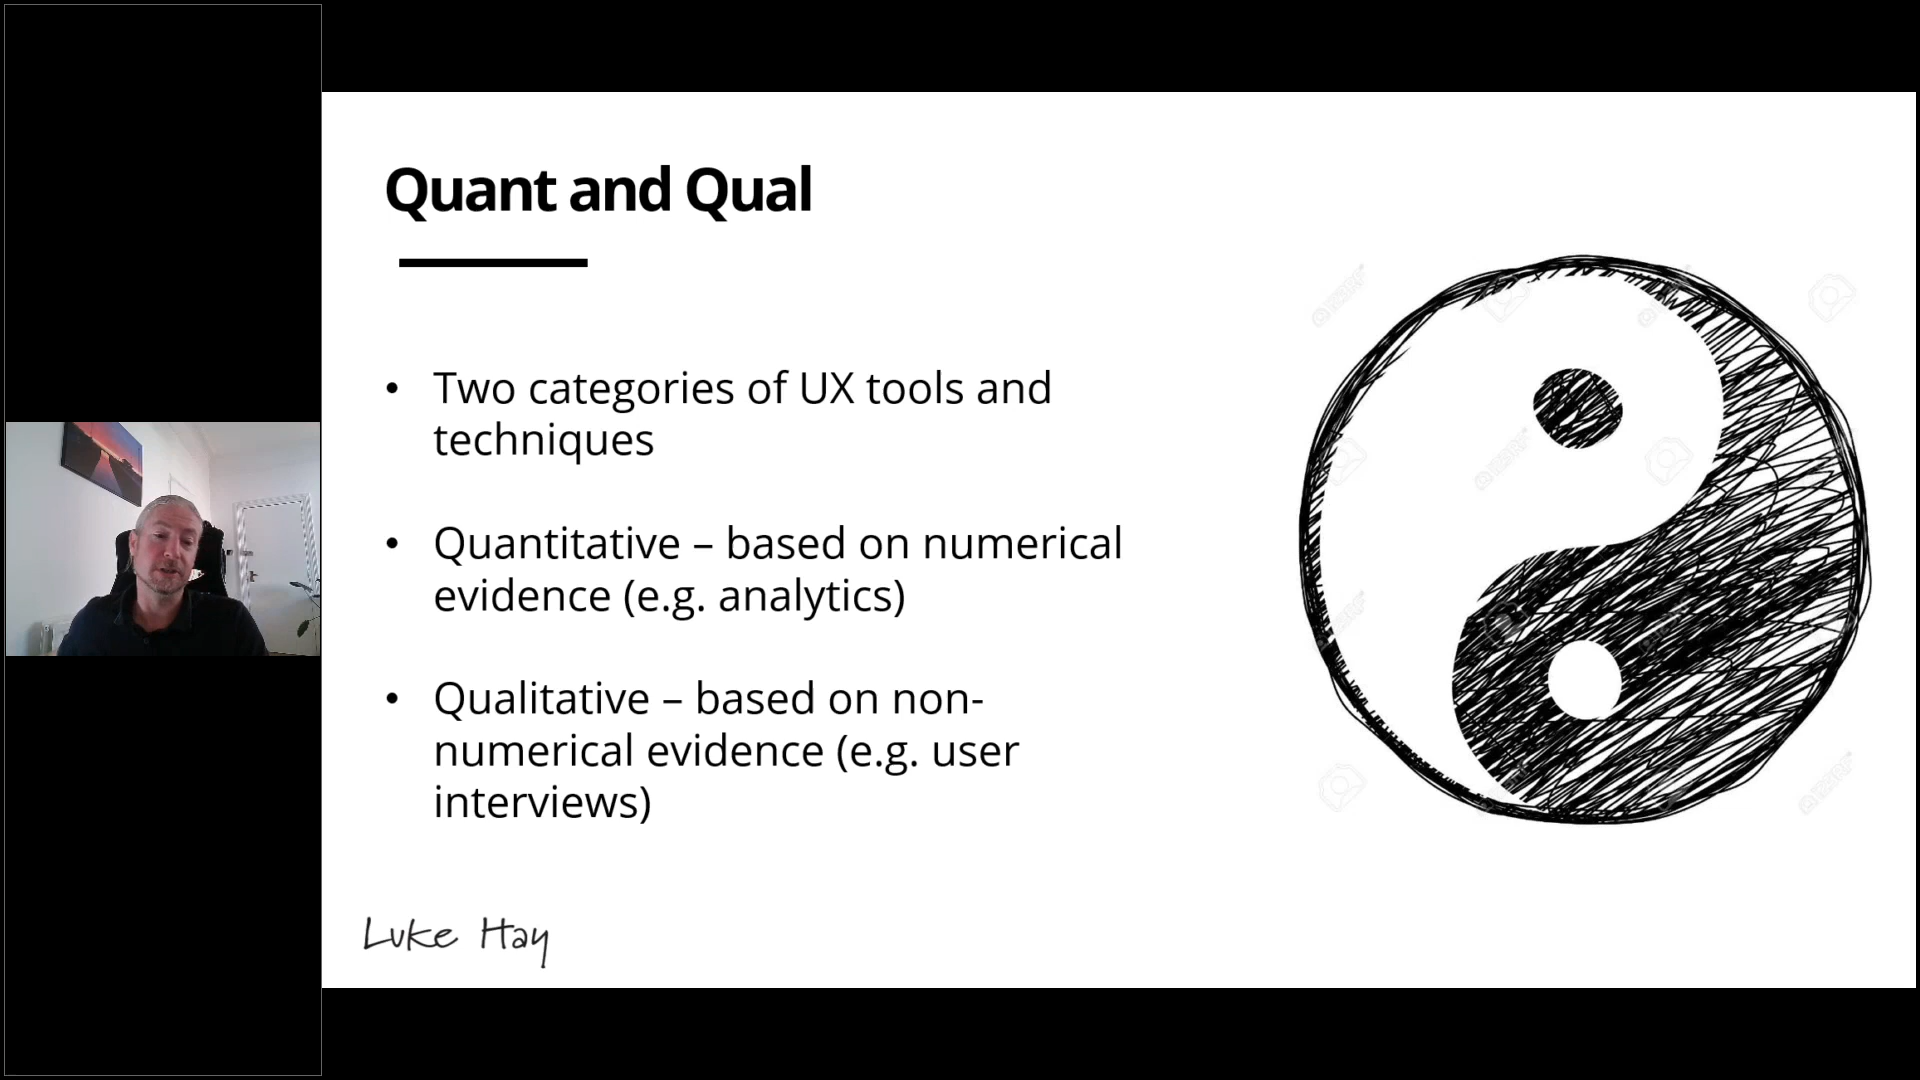 Quant and Qual
• Two categories of UX tools and
techniques
• Quantitative – based on numerical
evidence (e.g. analytics)
• Qualitative – based on non-
numerical evidence (e.g. user
interviews)
Luke Hay